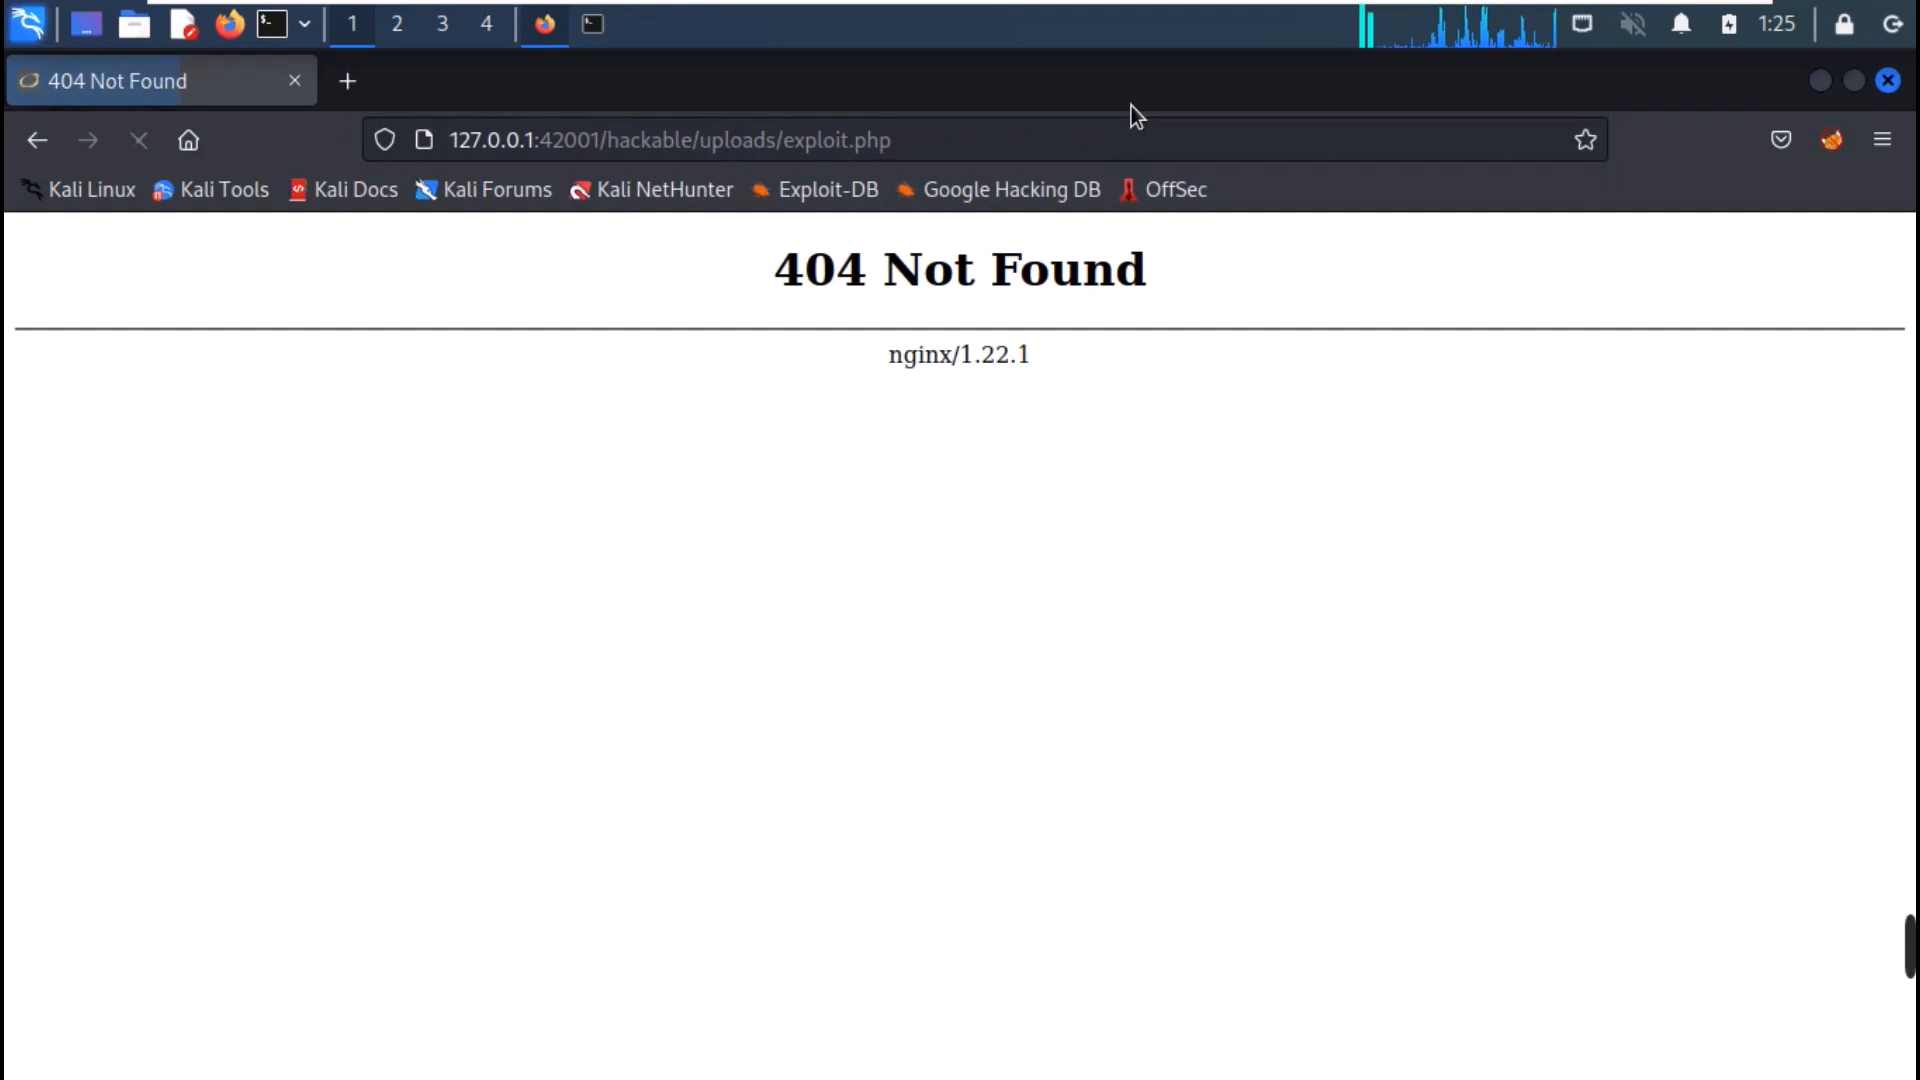 1 2 3 4 1:25
404 Not Found
127.0.0.1:42001/hackable/uploads/exploit.php
Kali Linux Kali Tools Kali Docs Kali Forums Kali NetHunter Exploit-DB Google Hacking DB OffSec
404 Not Found
nginx/1.22.1